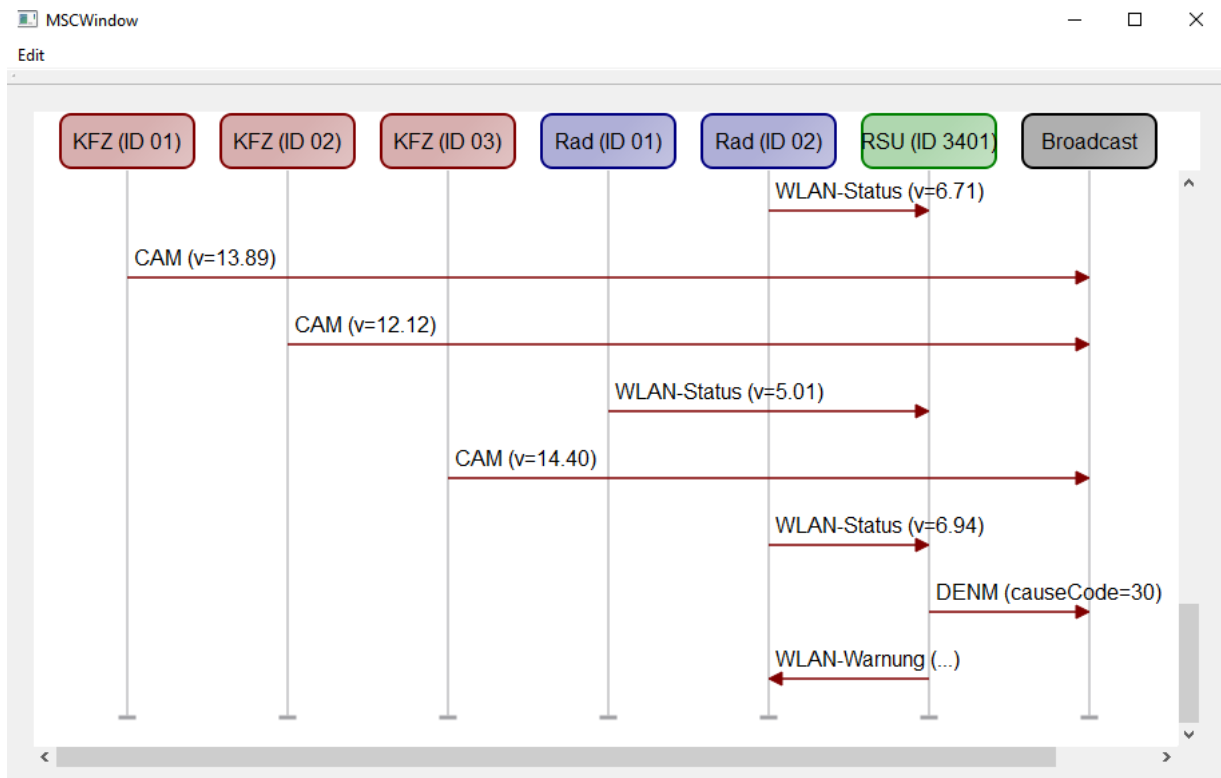 MSCWindow
Edit
KFZ (ID 01) KFZ (ID 02) KFZ (ID 03) Rad (ID 01) Rad (ID 02) RSU (ID 3401) Broadcast
WLAN-Status (v=6.71)
CAM (v=13.89)
CAM (v=12.12)
WLAN-Status (v=5.01)
CAM (v=14.40)
WLAN-Status (v=6.94)
DENM (causeCode=30)
WLAN-Warnung (...)